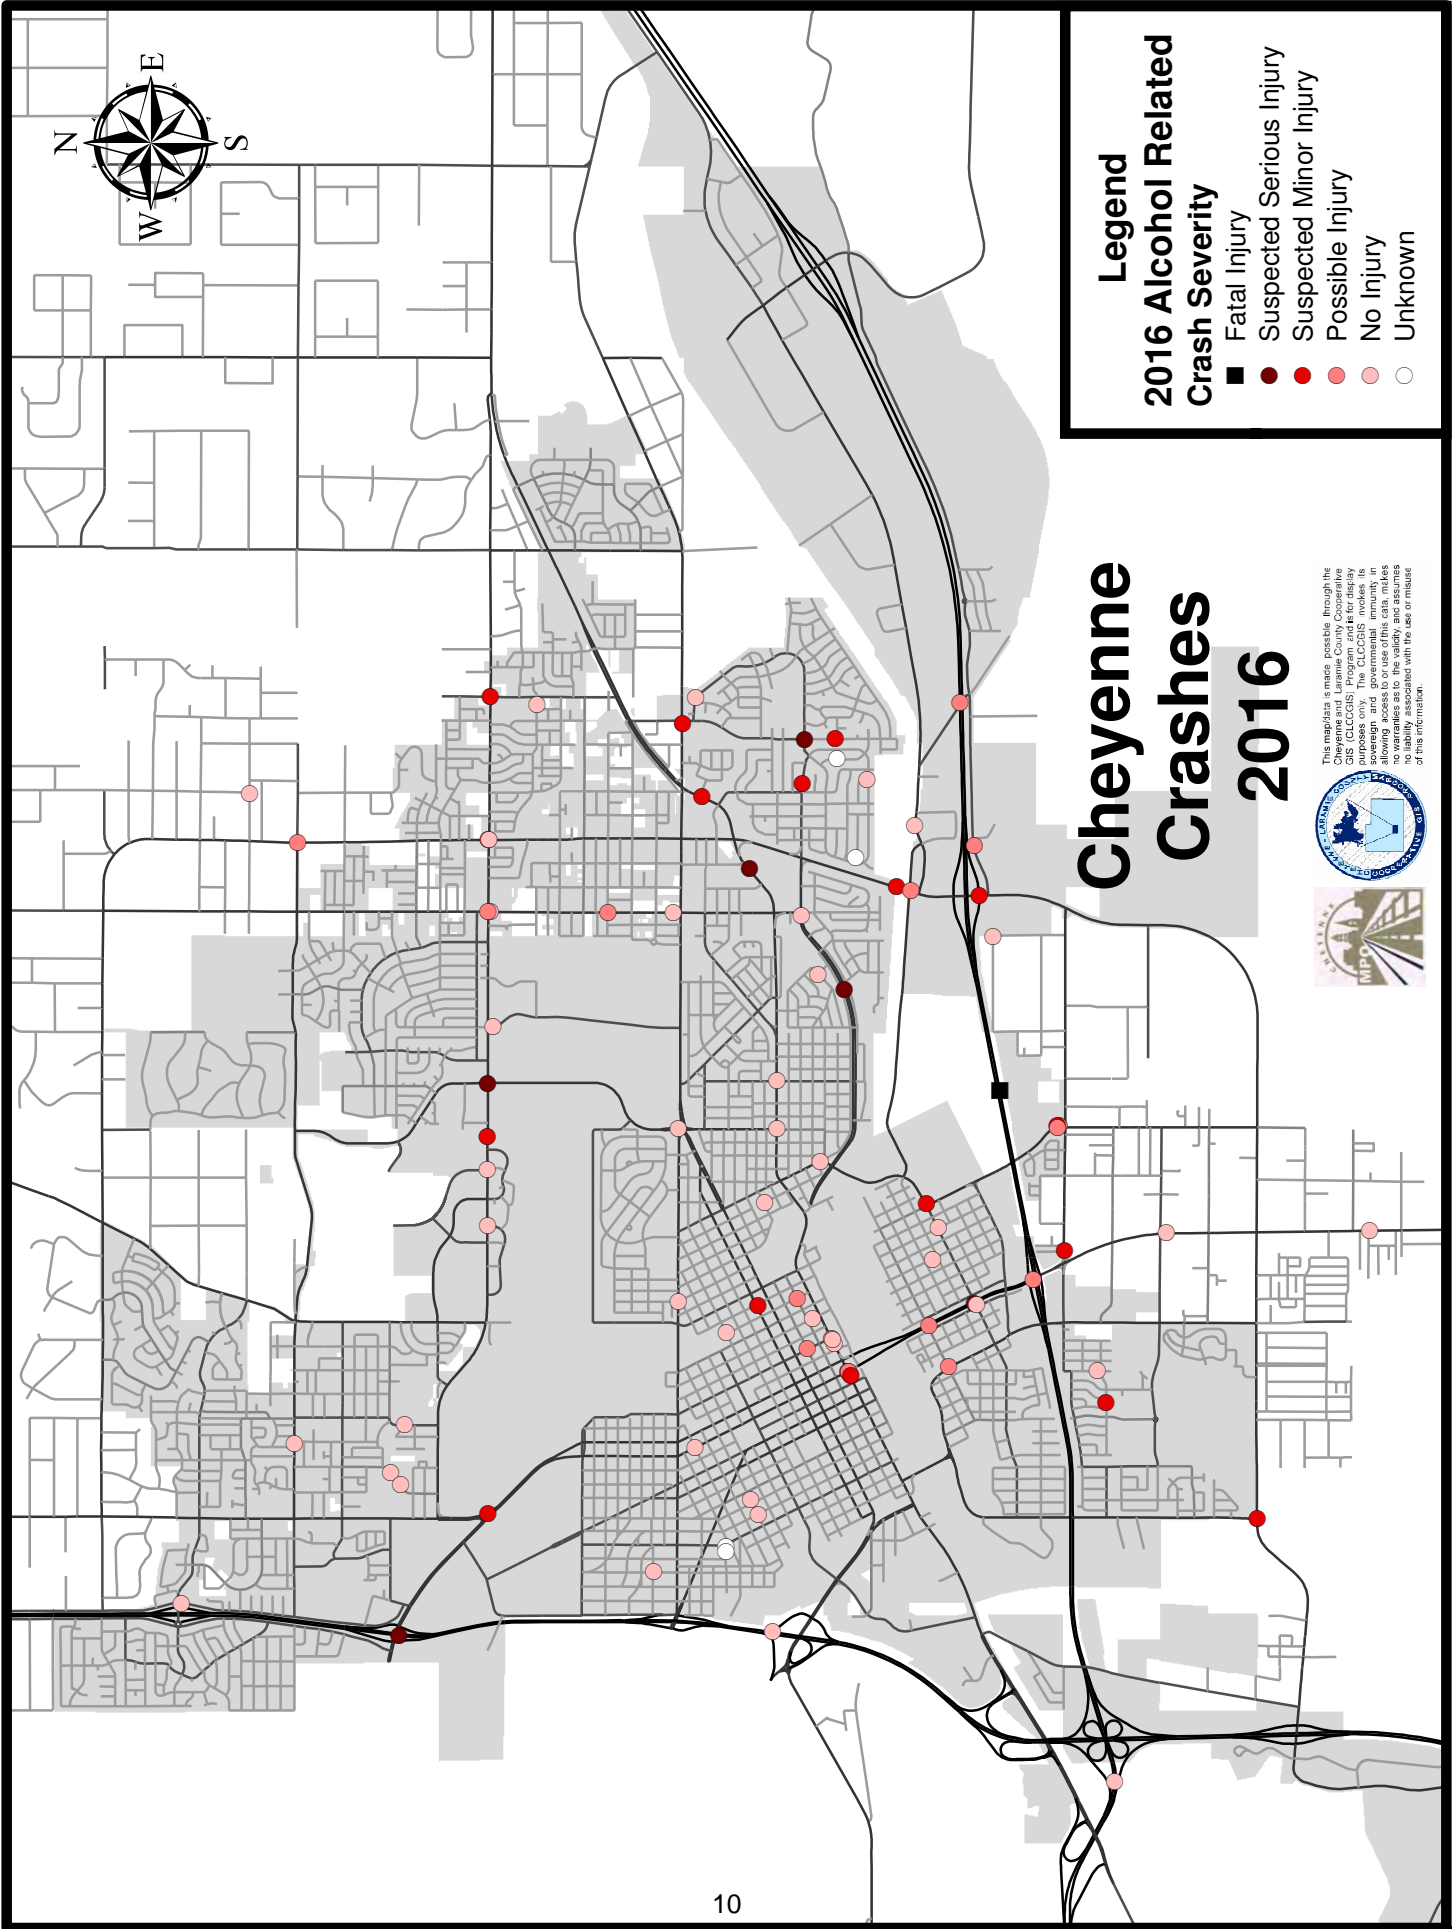 N
E
S
W
Legend
2016 Alcohol Related
Crash Severity
Fatal Injury
Suspected Serious Injury
Suspected Minor Injury
Possible Injury
No Injury
Unknown
Cheyenne
Crashes
2016
This map/data is made possible through the
Cheyenne and Laramie County Cooperative
GIS (CLCCGIS) Program and is for display
purposes only. The CLCCGIS invokes its
sovereign and governmental immunity in
allowing access to or use of this data, makes
no warranties as to the validity, and assumes
no liability associated with the use or misuse
of this information.
CHEYENNE
MPO
COOPERATIVE GIS
10